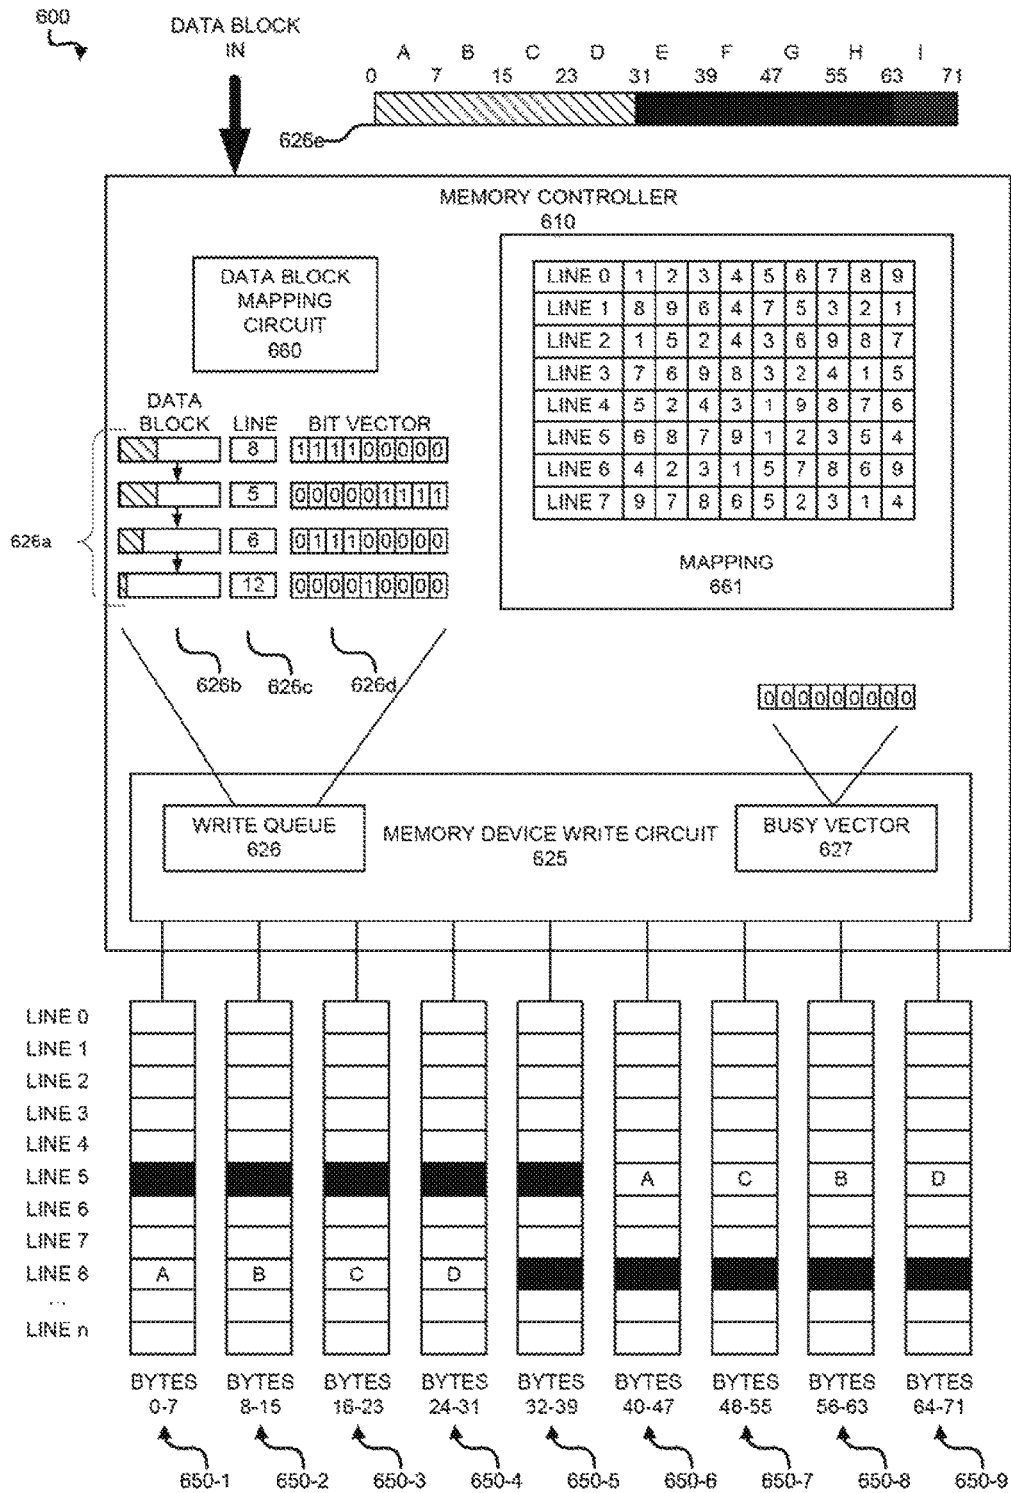 600
DATA BLOCK
IN
A B C D E F G H I
0 7 15 23 31 39 47 55 63 71
626e
MEMORY CONTROLLER
610
DATA BLOCK
MAPPING
CIRCUIT
660
LINE 0 1 2 3 4 5 6 7 8 9
LINE 1 8 9 6 4 7 5 3 2 1
LINE 2 1 5 2 4 3 6 9 8 7
LINE 3 7 6 9 8 3 2 4 1 5
LINE 4 5 2 4 3 1 9 8 7 6
LINE 5 6 8 7 9 1 2 3 5 4
LINE 6 4 2 3 1 5 7 8 6 9
LINE 7 9 7 8 6 5 2 3 1 4
MAPPING
661
DATA
BLOCK LINE BIT VECTOR
8 1 1 1 1 0 0 0 0 0
5 0 0 0 0 0 1 1 1 1
626a
6 0 1 1 1 0 0 0 0 0
12 0 0 0 0 1 0 0 0 0
626b 626c 626d
0 0 0 0 0 0 0 0 0
WRITE QUEUE
626
MEMORY DEVICE WRITE CIRCUIT
625
BUSY VECTOR
627
LINE 0
LINE 1
LINE 2
LINE 3
LINE 4
LINE 5 A C B D
LINE 6
LINE 7
LINE 8 A B C D
...
LINE n
BYTES BYTES BYTES BYTES BYTES BYTES BYTES BYTES BYTES
0-7 8-15 16-23 24-31 32-39 40-47 48-55 56-63 64-71
650-1 650-2 650-3 650-4 650-5 650-6 650-7 650-8 650-9